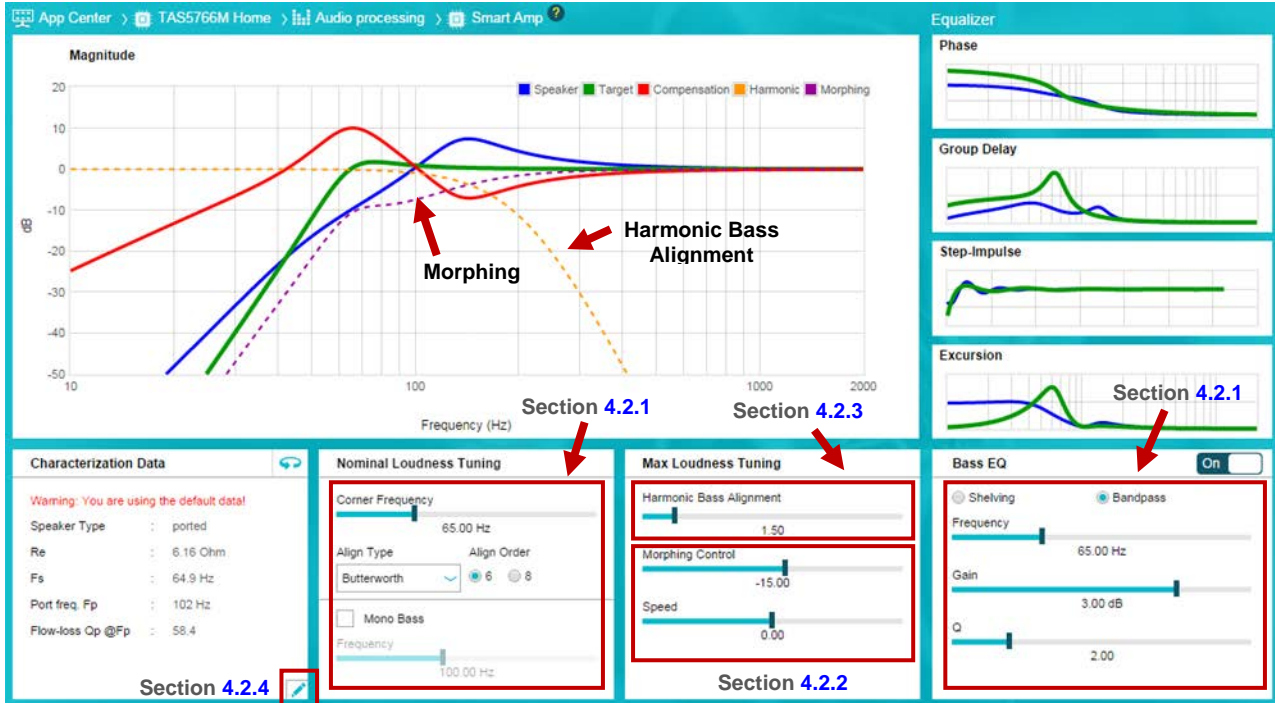 App Center > TAS5766M Home > Audio processing > Smart Amp ?
Equalizer
Magnitude
Speaker Target Compensation Harmonic Morphing
20
10
0
-10
-20
-30
-40
-50
dB
10 100 1000 2000
Frequency (Hz)
Morphing
Harmonic Bass
Alignment
Phase
Group Delay
Step-Impulse
Excursion
Section 4.2.1
Section 4.2.3
Section 4.2.1
Characterization Data
Warning: You are using the default data!
Speaker Type : ported
Re : 6.16 Ohm
Fs : 64.9 Hz
Port freq. Fp : 102 Hz
Flow-loss Qp @Fp : 58.4
Section 4.2.4
Nominal Loudness Tuning
Corner Frequency
65.00 Hz
Align Type Align Order
Butterworth 6 8
Mono Bass
Frequency
100.00 Hz
Max Loudness Tuning
Harmonic Bass Alignment
1.50
Morphing Control
-15.00
Speed
0.00
Section 4.2.2
Bass EQ On
Shelving Bandpass
Frequency
65.00 Hz
Gain
3.00 dB
Q
2.00